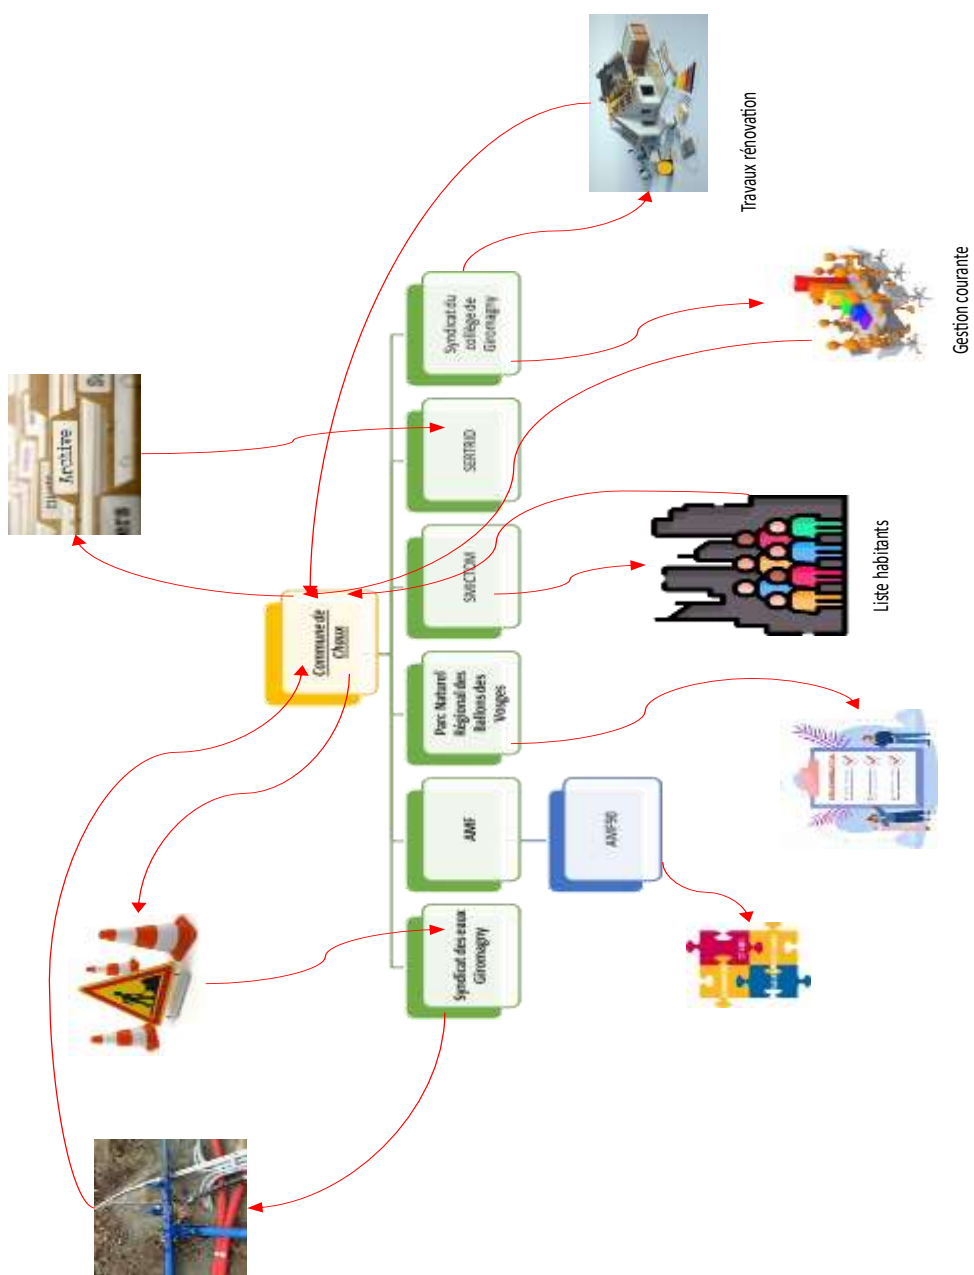 Commune de
Choux
Syndicat des eaux
Giromagny
AMF
Parc Naturel
Régional des
Ballons des
Vosges
SMICTOM
SERTRID
Syndicat du
collège de
Giromagny
AMF90
Archive
Travaux rénovation
Gestion courante
Liste habitants